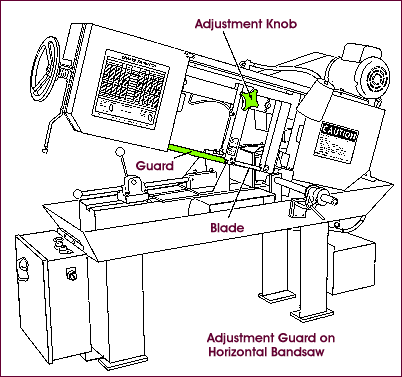 Adjustment Knob
CAUTION
Guard
Blade
Adjustment Guard on
Horizontal Bandsaw